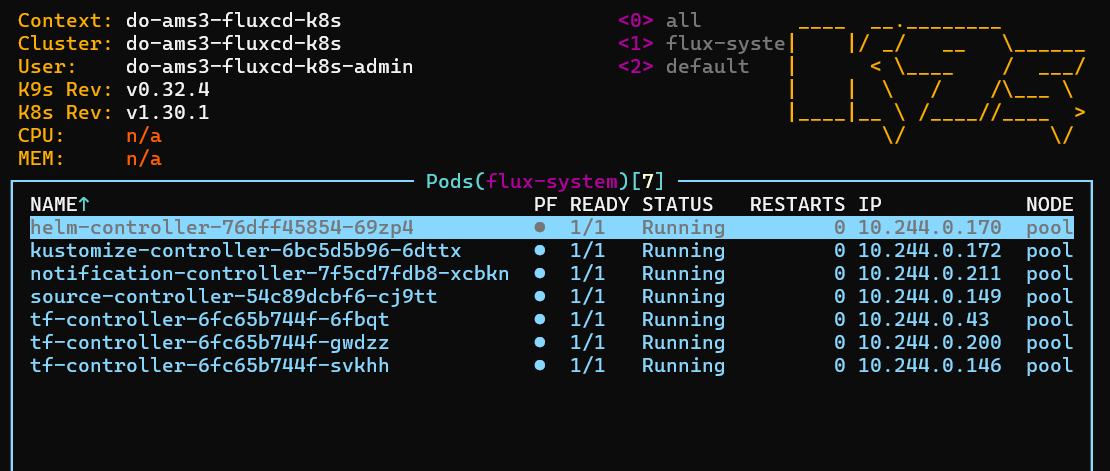 Context: do-ams3-fluxcd-k8s <0> all
Cluster: do-ams3-fluxcd-k8s <1> flux-syste
User: do-ams3-fluxcd-k8s-admin <2> default
K9s Rev: v0.32.4
K8s Rev: v1.30.1
CPU: n/a
MEM: n/a
Pods(flux-system)[7]
NAME↑ PF READY STATUS RESTARTS IP NODE
helm-controller-76dff45854-69zp4 ● 1/1 Running 0 10.244.0.170 pool
kustomize-controller-6bc5d5b96-6dttx ● 1/1 Running 0 10.244.0.172 pool
notification-controller-7f5cd7fdb8-xcbkn ● 1/1 Running 0 10.244.0.211 pool
source-controller-54c89dcbf6-cj9tt ● 1/1 Running 0 10.244.0.149 pool
tf-controller-6fc65b744f-6fbqt ● 1/1 Running 0 10.244.0.43 pool
tf-controller-6fc65b744f-gwdzz ● 1/1 Running 0 10.244.0.200 pool
tf-controller-6fc65b744f-svkhh ● 1/1 Running 0 10.244.0.146 pool